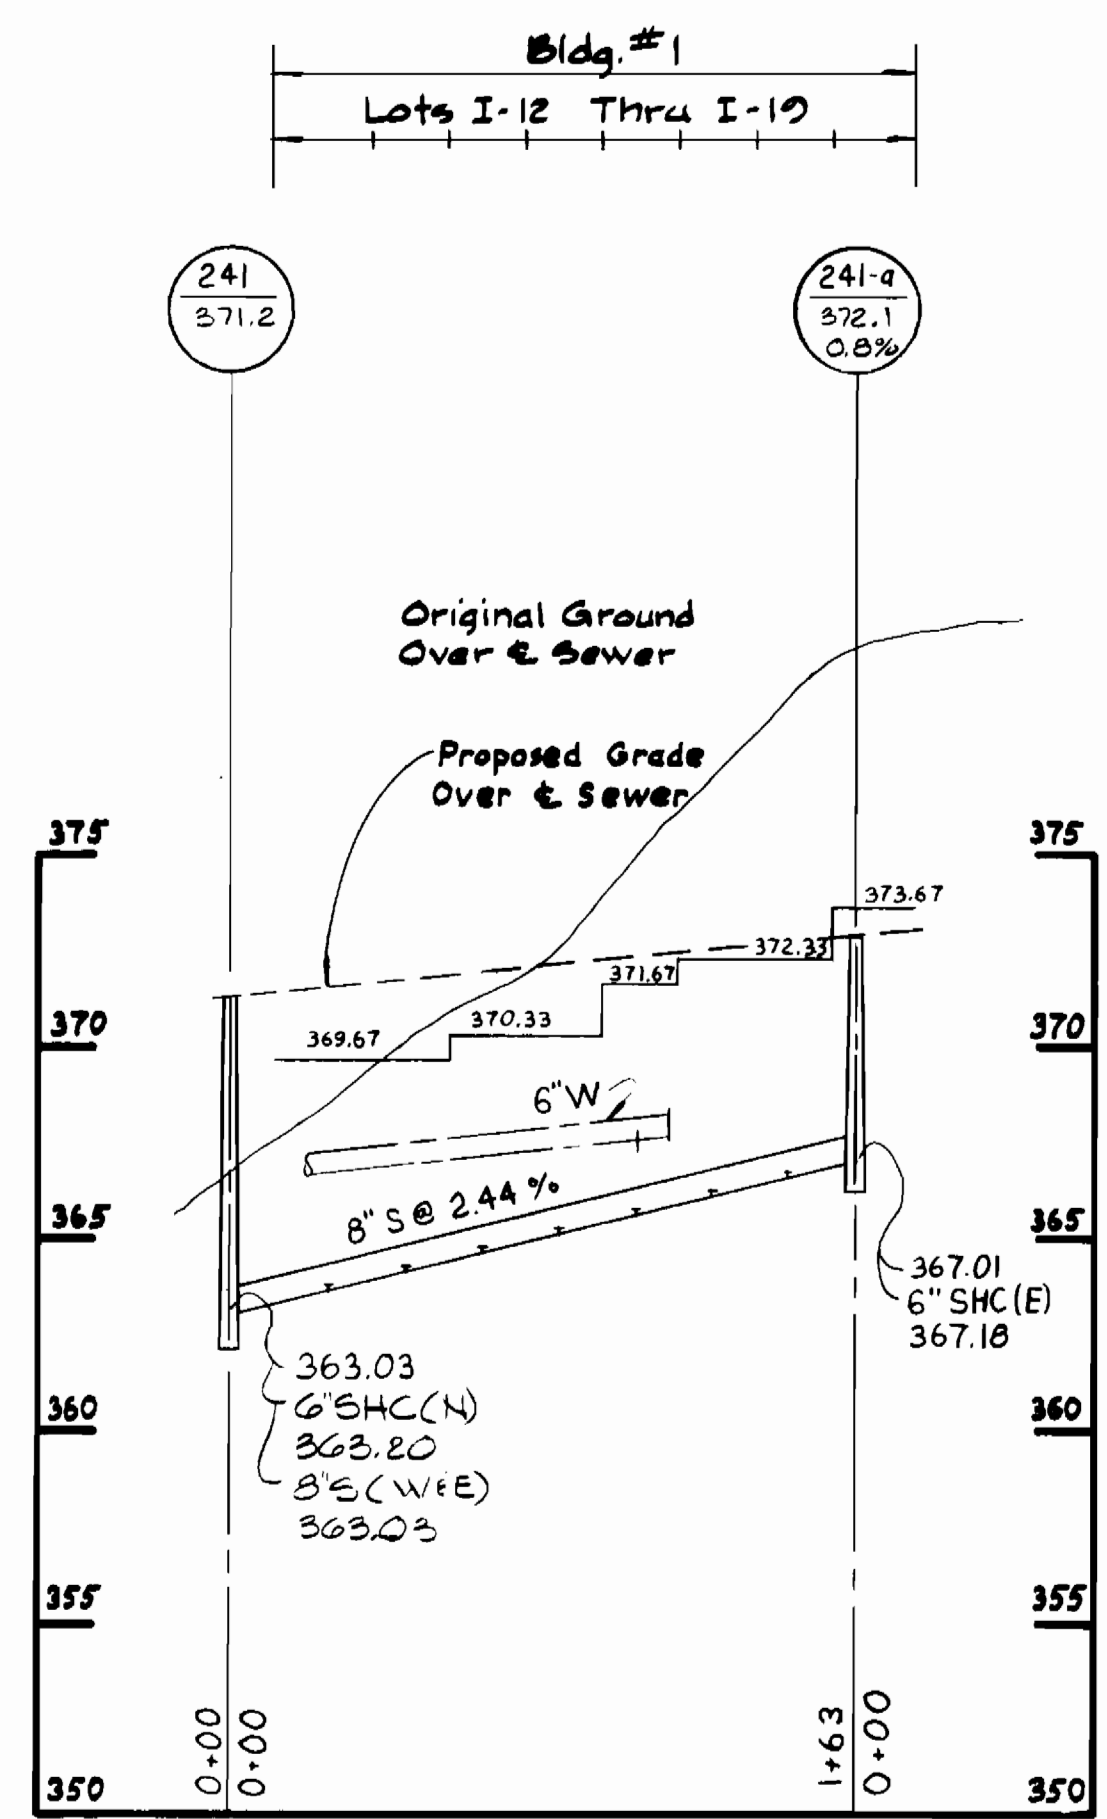 Bldg. #1
Lots I-12 Thru I-19
241
371.2
241-a
372.1
0.8%
Original Ground
Over ℄ Sewer
Proposed Grade
Over ℄ Sewer
375
375
373.67
372.33
371.67
370
370.33
369.67
370
6"W
8" S @ 2.44 %
365
365
367.01
6" SHC (E)
367.18
363.03
6"SHC (N)
363.20
8"S (W&E)
363.03
360
360
355
355
0+00
0+00
1+63
0+00
350
350